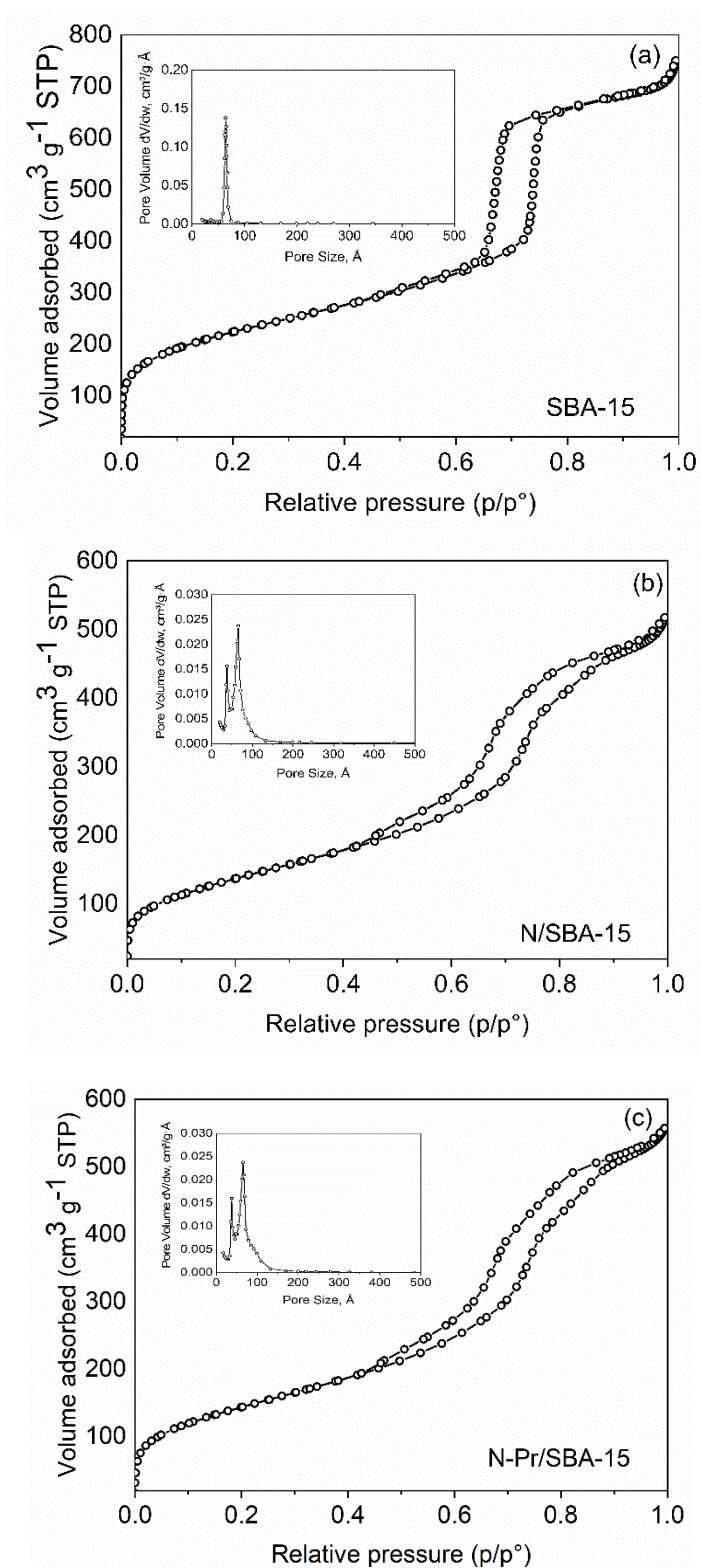 (a)
Volume adsorbed (cm³ g⁻¹ STP)
800
700
600
500
400
300
200
100
0.0 0.2 0.4 0.6 0.8 1.0
Relative pressure (p/p°)
SBA-15
Pore Volume dV/dw, cm³/g·Å
0.20
0.15
0.10
0.05
0.00
0 100 200 300 400 500
Pore Size, Å
(b)
Volume adsorbed (cm³ g⁻¹ STP)
600
500
400
300
200
100
0.0 0.2 0.4 0.6 0.8 1.0
Relative pressure (p/p°)
N/SBA-15
Pore Volume dV/dw, cm³/g·Å
0.030
0.025
0.020
0.015
0.010
0.005
0.000
0 100 200 300 400 500
Pore Size, Å
(c)
Volume adsorbed (cm³ g⁻¹ STP)
600
500
400
300
200
100
0.0 0.2 0.4 0.6 0.8 1.0
Relative pressure (p/p°)
N-Pr/SBA-15
Pore Volume dV/dw, cm³/g·Å
0.030
0.025
0.020
0.015
0.010
0.005
0.000
0 100 200 300 400 500
Pore Size, Å